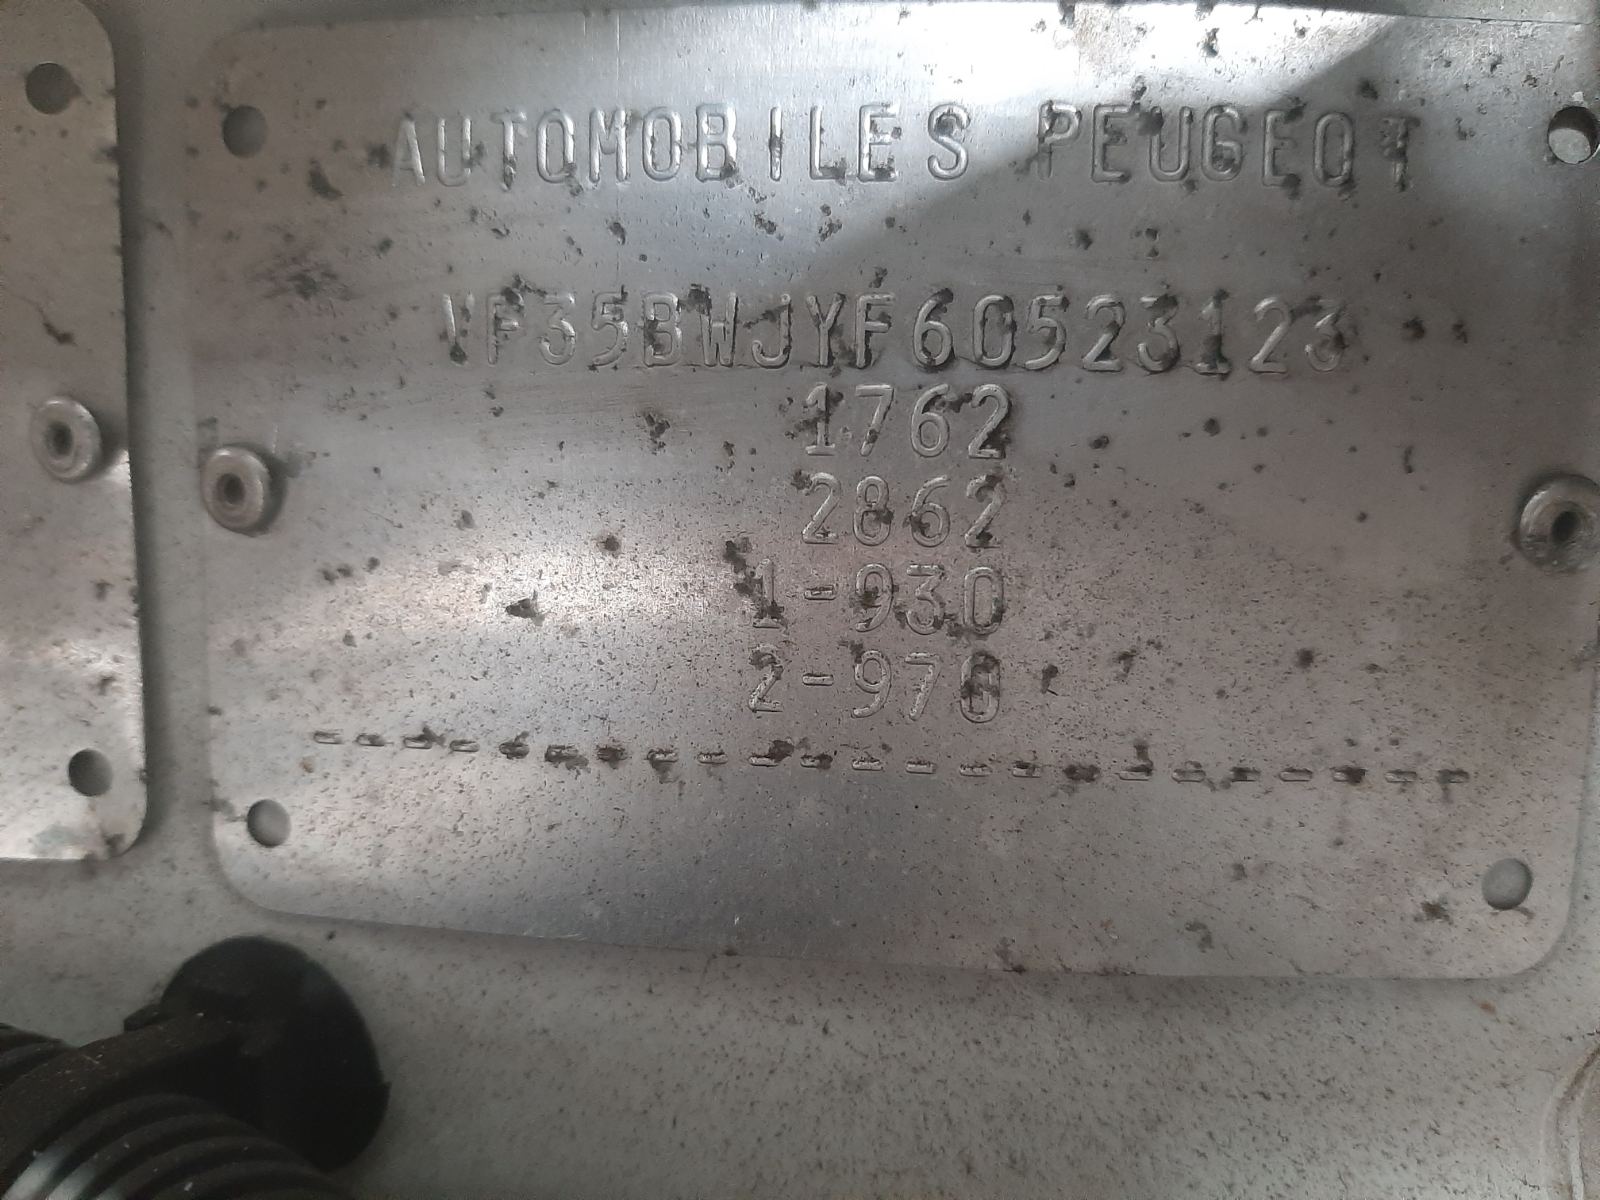 AUTOMOBILES PEUGEOT
VF35BWJYF60523123
1762
2862
1-930
2-970
-----------------------